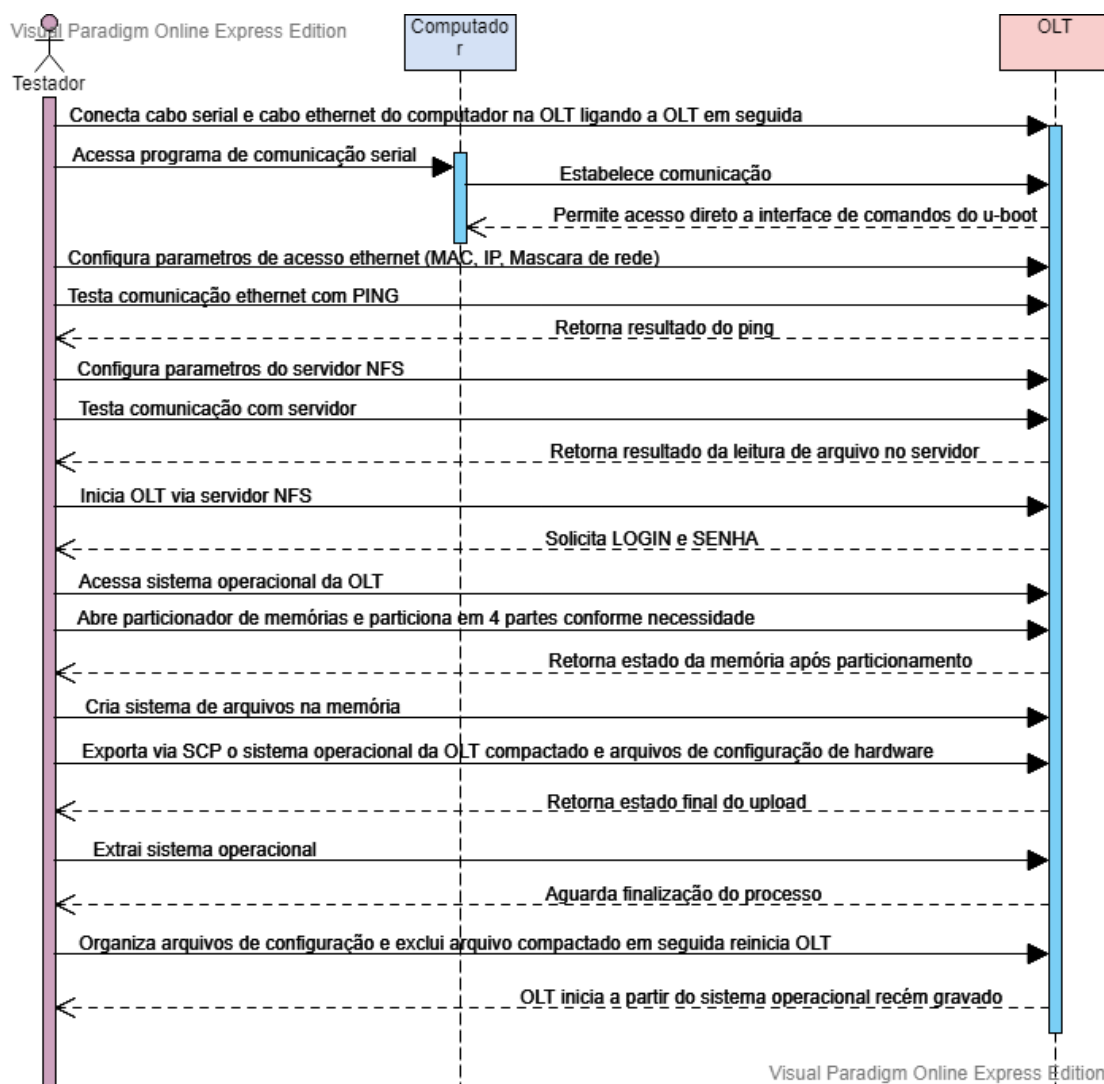 Visual Paradigm Online Express Edition
Testador
Computado
r
OLT
Conecta cabo serial e cabo ethernet do computador na OLT ligando a OLT em seguida
Acessa programa de comunicação serial
Estabelece comunicação
Permite acesso direto a interface de comandos do u-boot
Configura parametros de acesso ethernet (MAC, IP, Mascara de rede)
Testa comunicação ethernet com PING
Retorna resultado do ping
Configura parametros do servidor NFS
Testa comunicação com servidor
Retorna resultado da leitura de arquivo no servidor
Inicia OLT via servidor NFS
Solicita LOGIN e SENHA
Acessa sistema operacional da OLT
Abre particionador de memórias e particiona em 4 partes conforme necessidade
Retorna estado da memória após particionamento
Cria sistema de arquivos na memória
Exporta via SCP o sistema operacional da OLT compactado e arquivos de configuração de hardware
Retorna estado final do upload
Extrai sistema operacional
Aguarda finalização do processo
Organiza arquivos de configuração e exclui arquivo compactado em seguida reinicia OLT
OLT inicia a partir do sistema operacional recém gravado
Visual Paradigm Online Express Edition